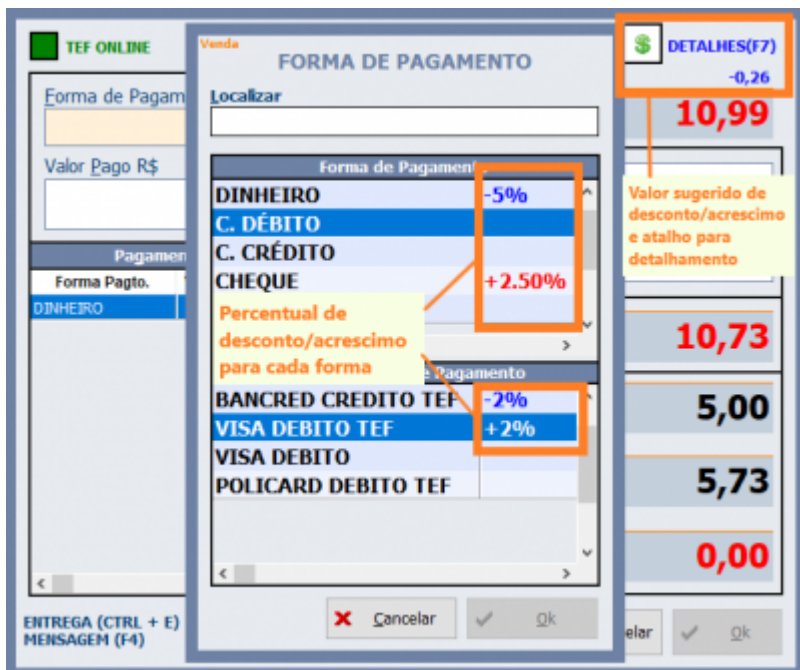 TEF ONLINE
Venda
FORMA DE PAGAMENTO
DETALHES(F7)
-0,26
Forma de Pagam
Localizar
10,99
Valor Pago R$
Forma de Pagament
DINHEIRO -5%
C. DÉBITO
C. CRÉDITO
CHEQUE +2.50%
Valor sugerido de
desconto/acrescimo
e atalho para
detalhamento
Pagamen
Forma Pagto.
DINHEIRO
Percentual de
desconto/acrescimo
para cada forma
10,73
e Pagamento
BANCRED CREDITO TEF -2%
VISA DEBITO TEF +2%
VISA DEBITO
POLICARD DEBITO TEF
5,00
5,73
0,00
Cancelar Ok
elar Ok
ENTREGA (CTRL + E)
MENSAGEM (F4)